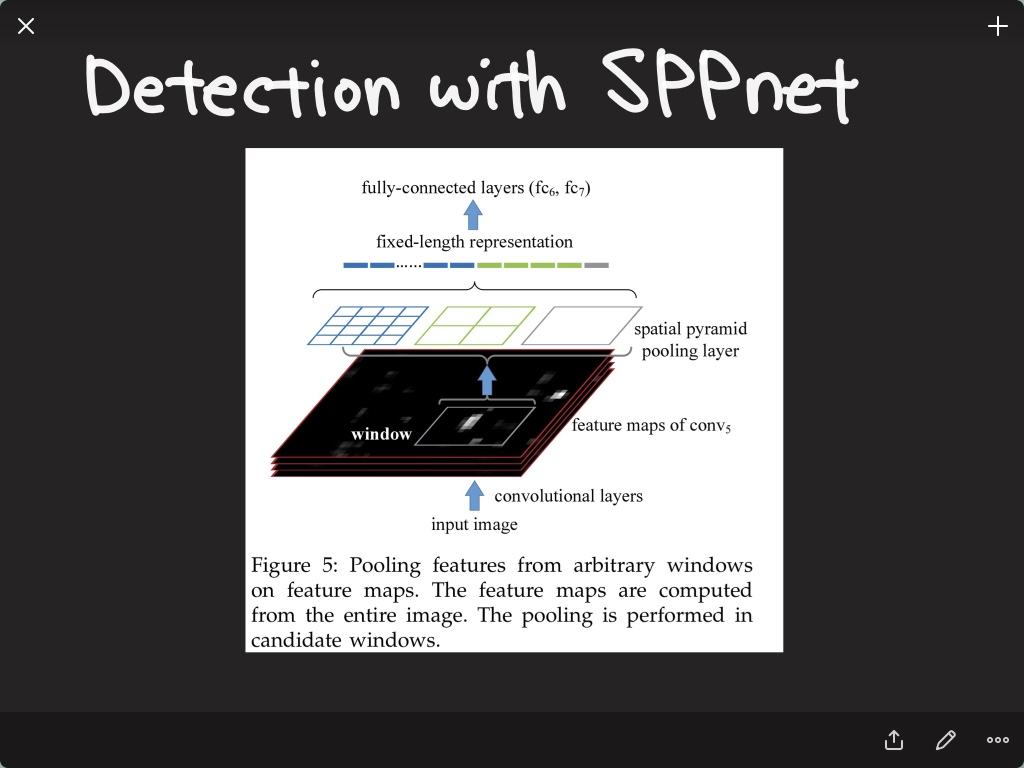 Detection with SPPnet
fully-connected layers (fc₆, fc₇)
fixed-length representation
......
spatial pyramid
pooling layer
window
feature maps of conv₅
convolutional layers
input image
Figure 5: Pooling features from arbitrary windows
on feature maps. The feature maps are computed
from the entire image. The pooling is performed in
candidate windows.